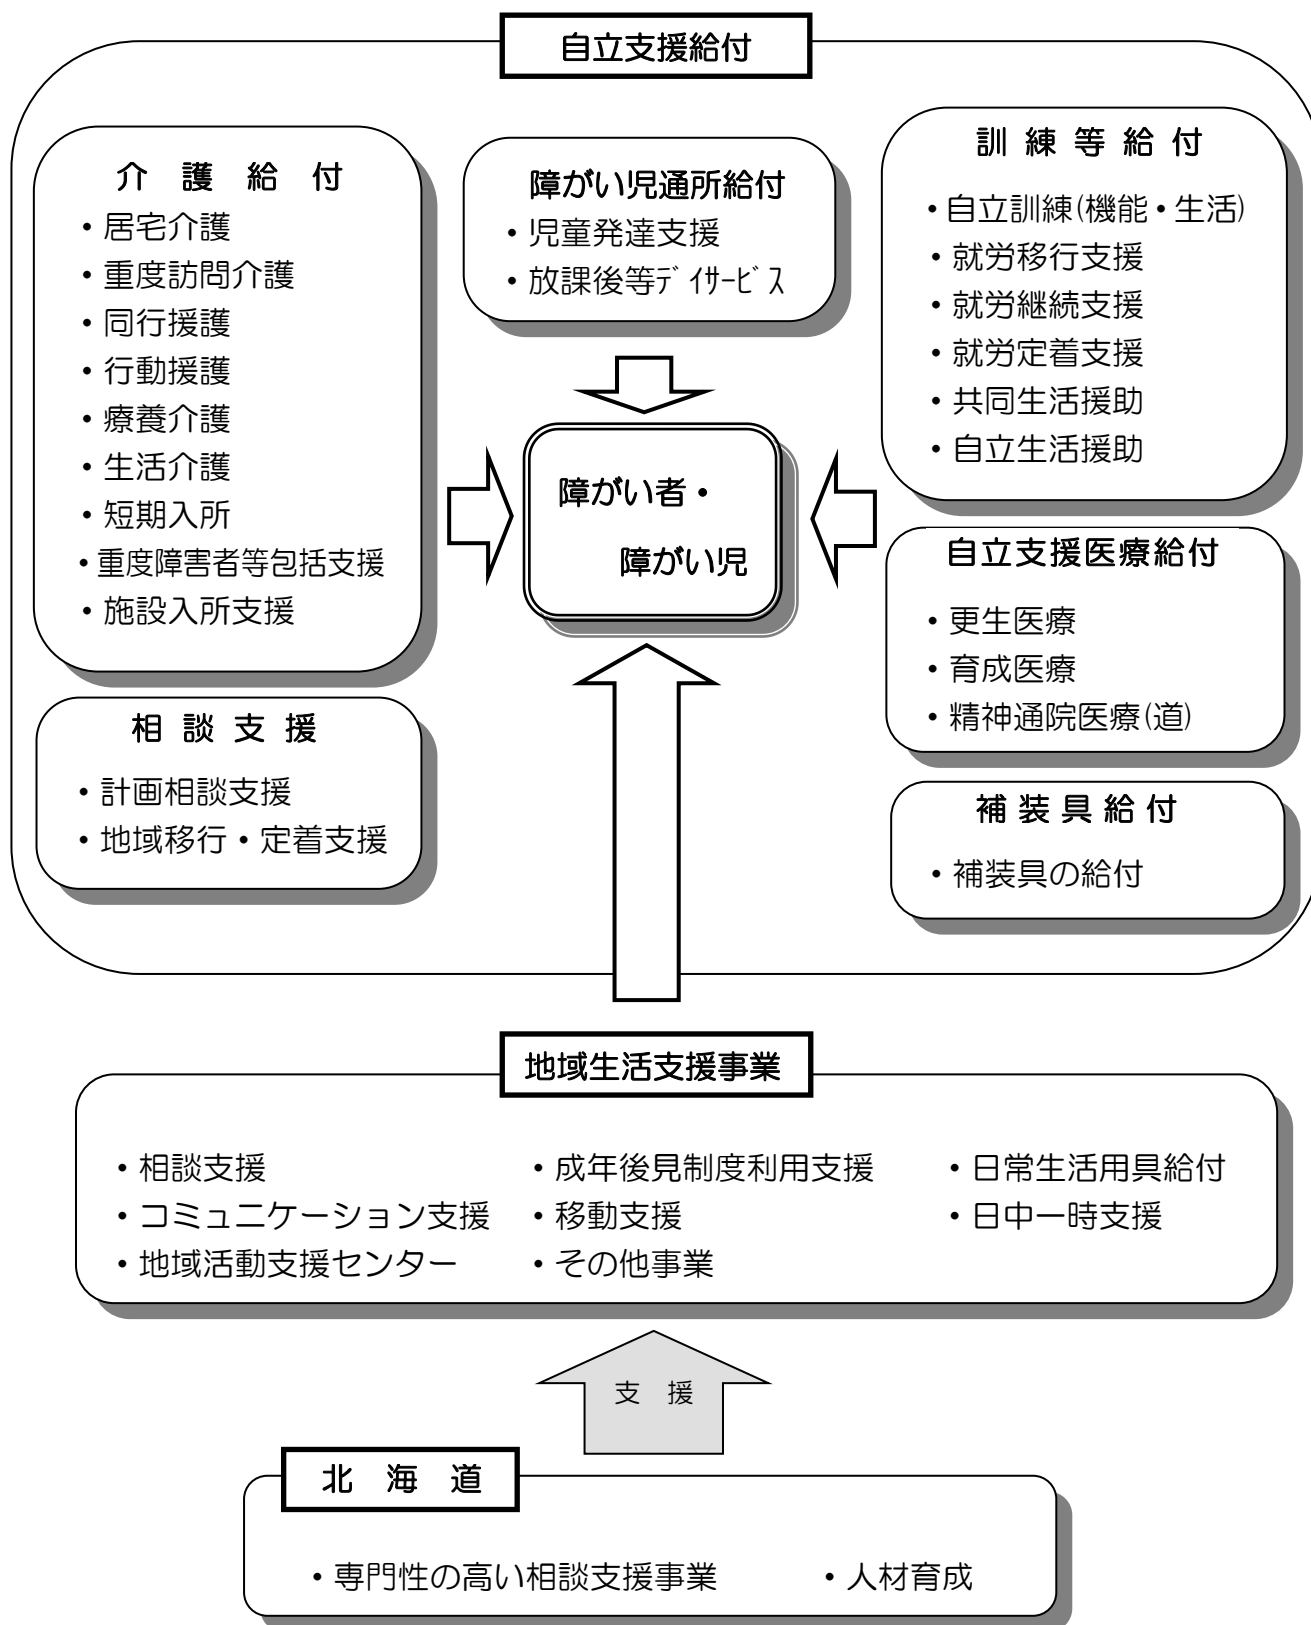 自立支援給付
介護給付
・居宅介護
・重度訪問介護
・同行援護
・行動援護
・療養介護
・生活介護
・短期入所
・重度障害者等包括支援
・施設入所支援
相談支援
・計画相談支援
・地域移行・定着支援
障がい児通所給付
・児童発達支援
・放課後等ﾃﾞｲｻｰﾋﾞｽ
障がい者・
障がい児
訓練等給付
・自立訓練(機能・生活)
・就労移行支援
・就労継続支援
・就労定着支援
・共同生活援助
・自立生活援助
自立支援医療給付
・更生医療
・育成医療
・精神通院医療(道)
補装具給付
・補装具の給付
地域生活支援事業
・相談支援 ・成年後見制度利用支援 ・日常生活用具給付
・コミュニケーション支援 ・移動支援 ・日中一時支援
・地域活動支援センター ・その他事業
支 援
北 海 道
・専門性の高い相談支援事業 ・人材育成